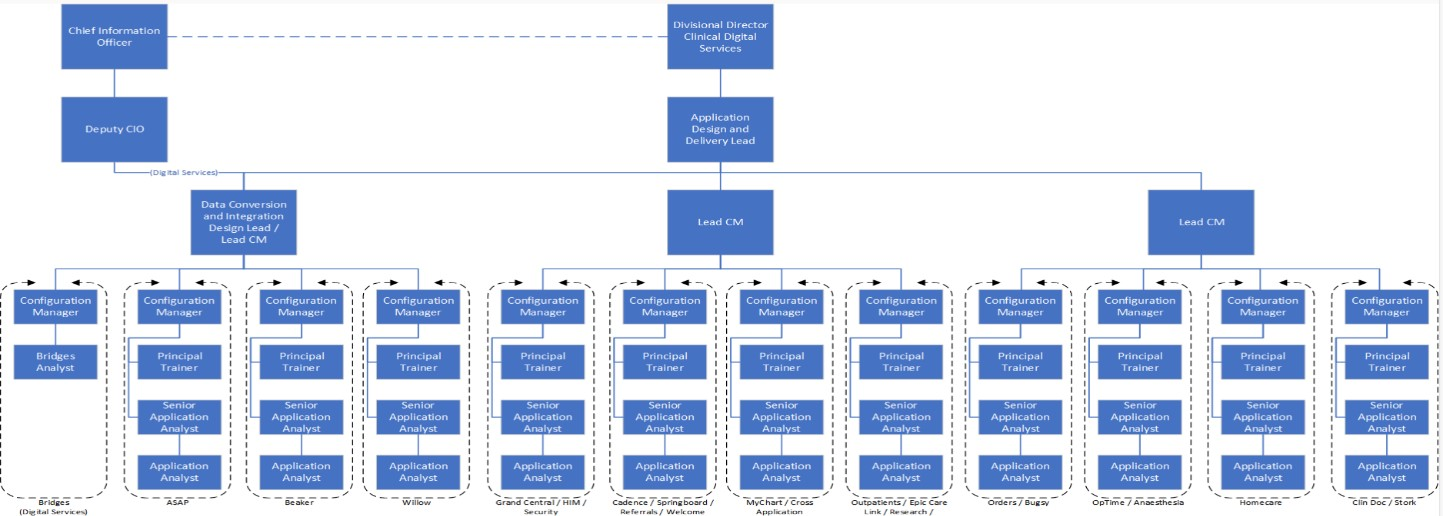 Chief Information
Officer
Divisional Director
Clinical Digital
Services
Deputy CIO
Application
Design and
Delivery Lead
(Digital Services)
Data Conversion
and Integration
Design Lead /
Lead CM
Lead CM
Lead CM
Configuration
Manager
Configuration
Manager
Configuration
Manager
Configuration
Manager
Configuration
Manager
Configuration
Manager
Configuration
Manager
Configuration
Manager
Configuration
Manager
Configuration
Manager
Configuration
Manager
Configuration
Manager
Bridges
Analyst
Principal
Trainer
Principal
Trainer
Principal
Trainer
Principal
Trainer
Principal
Trainer
Principal
Trainer
Principal
Trainer
Principal
Trainer
Principal
Trainer
Principal
Trainer
Principal
Trainer
Senior
Application
Analyst
Senior
Application
Analyst
Senior
Application
Analyst
Senior
Application
Analyst
Senior
Application
Analyst
Senior
Application
Analyst
Senior
Application
Analyst
Senior
Application
Analyst
Senior
Application
Analyst
Senior
Application
Analyst
Senior
Application
Analyst
Application
Analyst
Application
Analyst
Application
Analyst
Application
Analyst
Application
Analyst
Application
Analyst
Application
Analyst
Application
Analyst
Application
Analyst
Application
Analyst
Application
Analyst
Bridges
(Digital Services)
ASAP
Beaker
Willow
Grand Central / HIM /
Security
Cadence / Springboard /
Referrals / Welcome
MyChart / Cross
Application
Outpatients / Epic Care
Link / Research /
Orders / Bugsy
OpTime / Anaesthesia
Homecare
Clin Doc / Stork